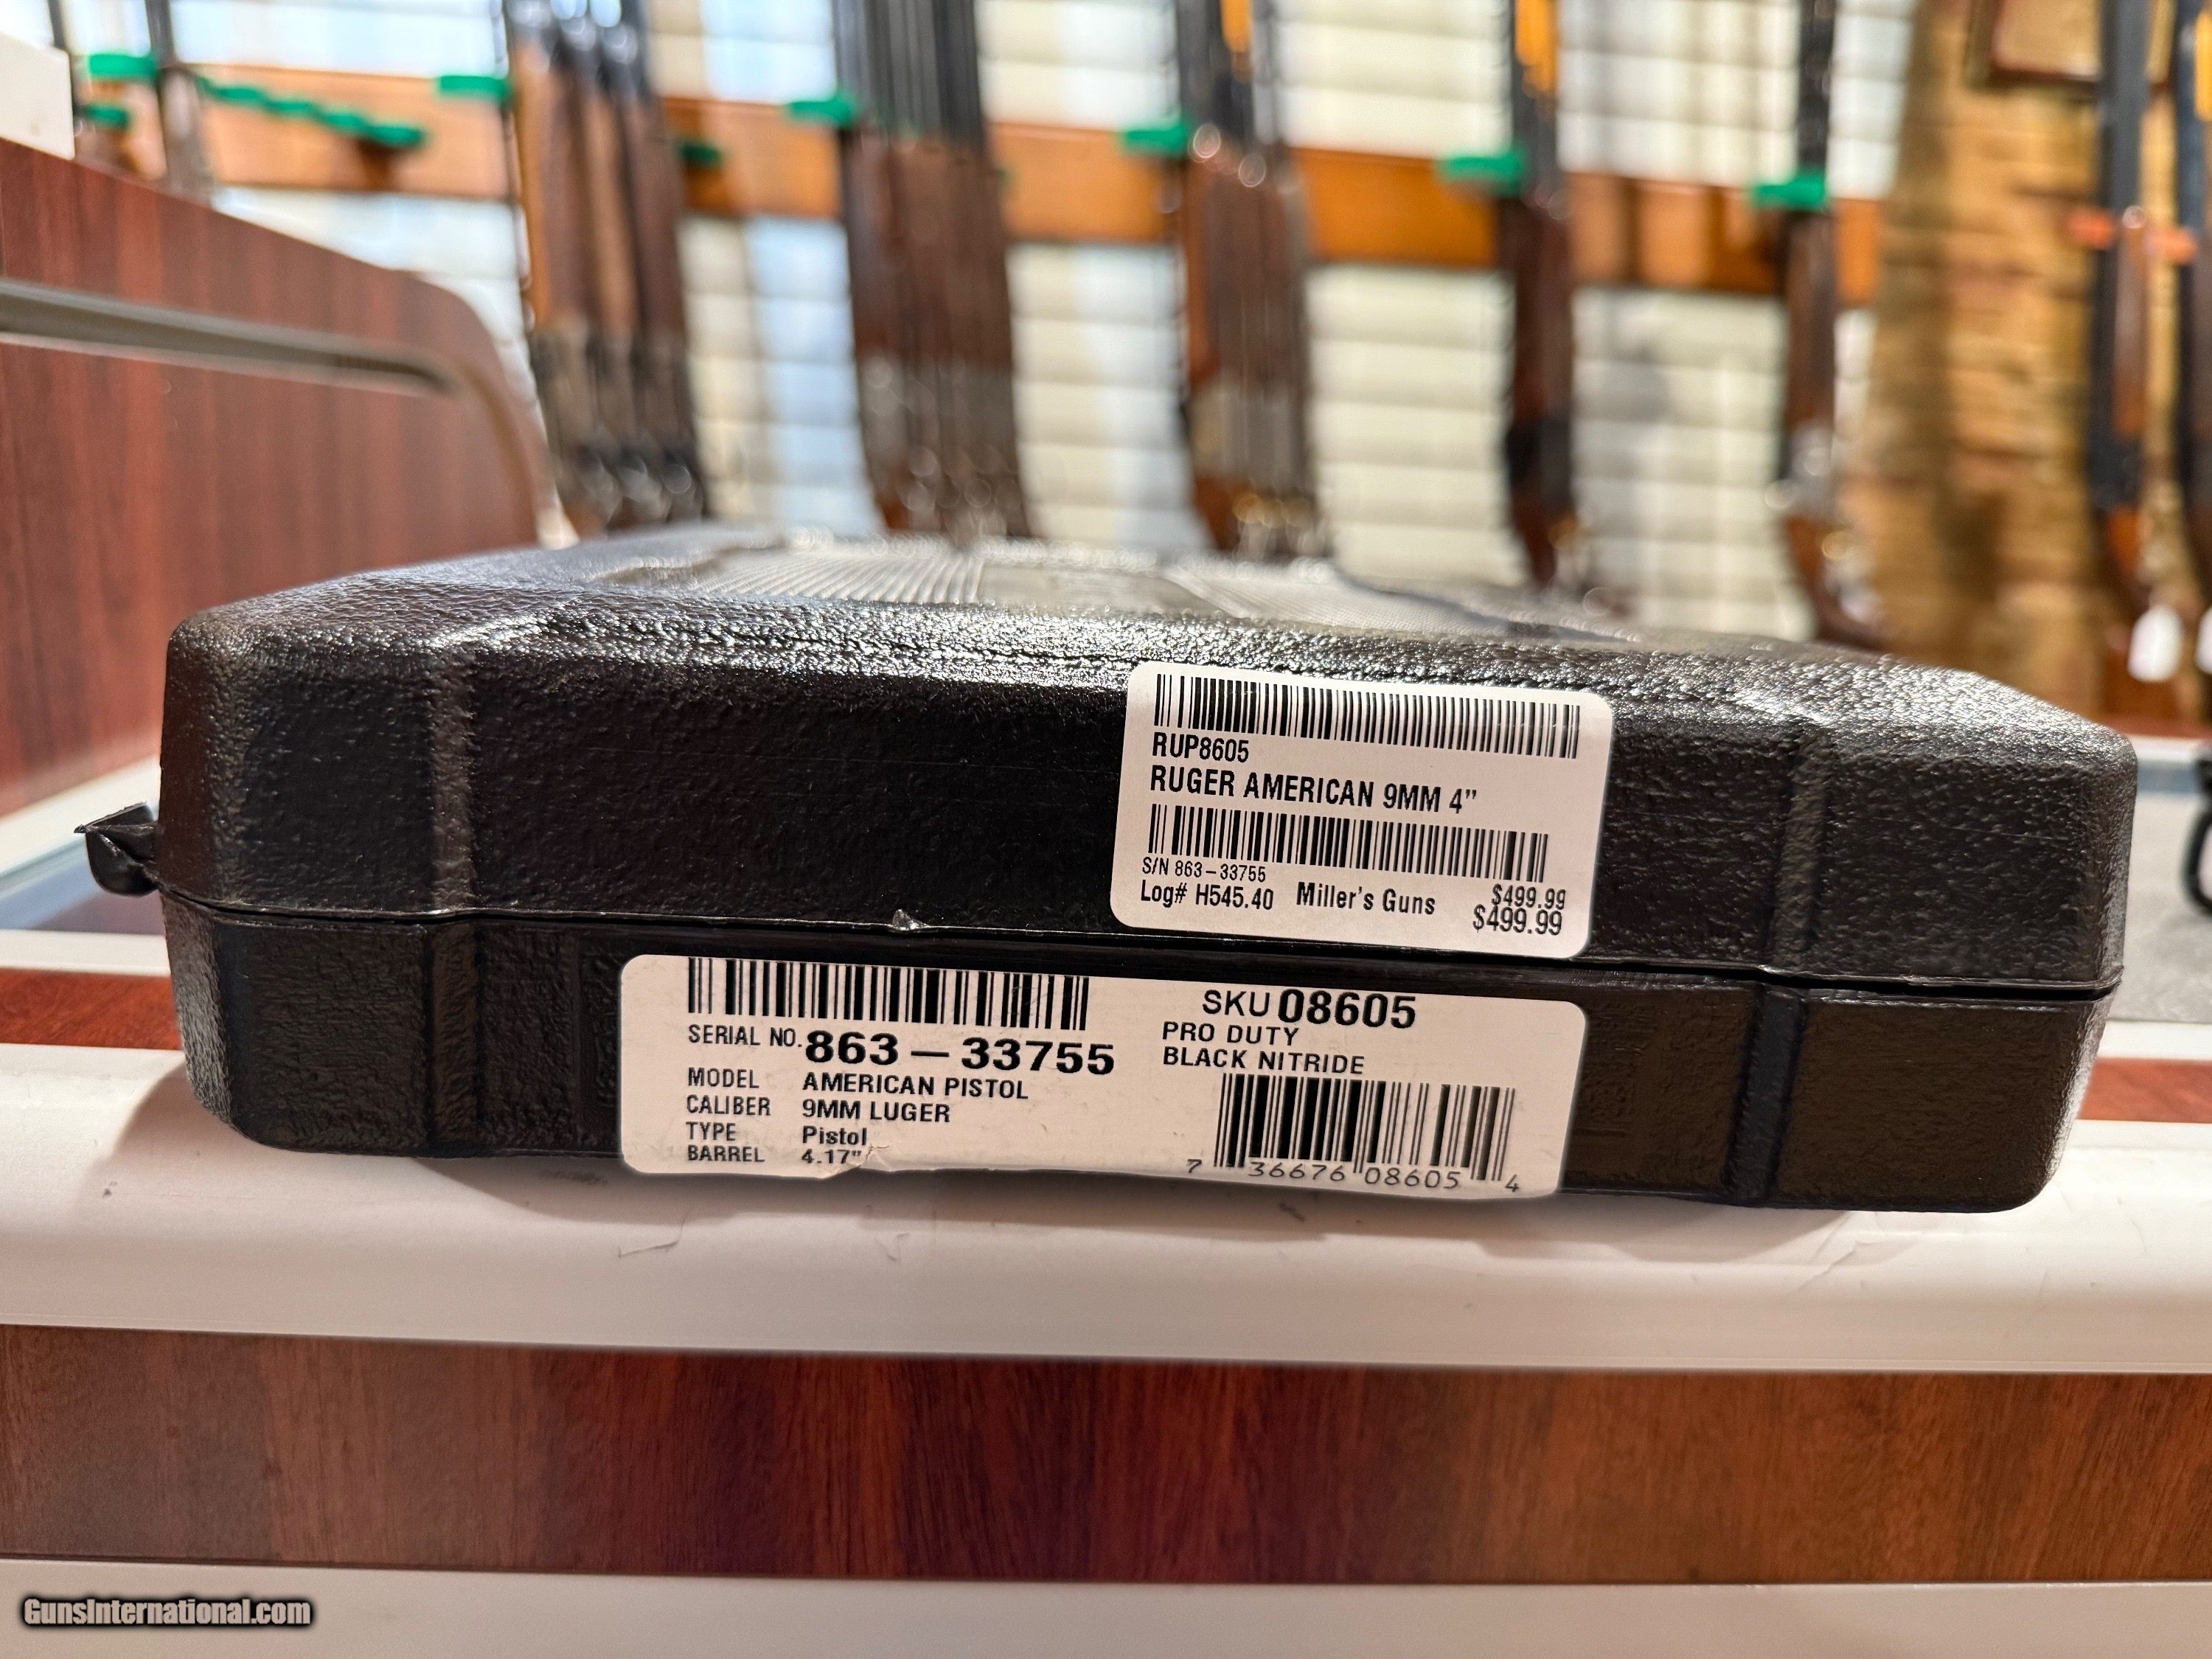 RUP8605
RUGER AMERICAN 9MM 4”
S/N 863-33755
Log# H545.40 Miller's Guns $499.99
$499.99
SERIAL NO. 863-33755
MODEL AMERICAN PISTOL
CALIBER 9MM LUGER
TYPE Pistol
BARREL 4.17"
SKU 08605
PRO DUTY
BLACK NITRIDE
7 36676 08605 4
GunsInternational.com